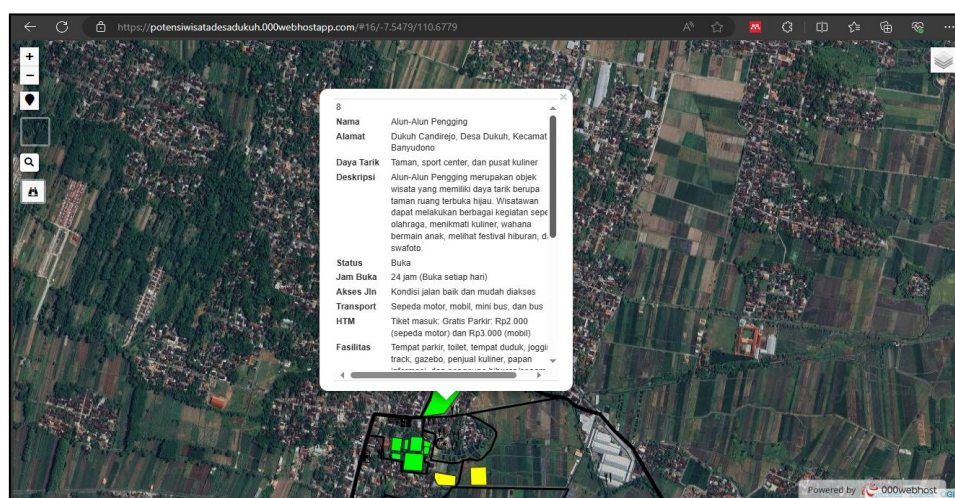 https://potensiwisatadesadukuh.000webhostapp.com/#16/-7.5479/110.6779
+
−
8
Nama Alun-Alun Pengging
Alamat Dukuh Candirejo, Desa Dukuh, Kecamat
Banyudono
Daya Tarik Taman, sport center, dan pusat kuliner
Deskripsi Alun-Alun Pengging merupakan objek
wisata yang memiliki daya tarik berupa
taman ruang terbuka hijau. Wisatawan
dapat melakukan berbagai kegiatan sepe
olahraga, menikmati kuliner, wahana
bermain anak, melihat festival hiburan, d
swafoto.
Status Buka
Jam Buka 24 jam (Buka setiap hari)
Akses Jln Kondisi jalan baik dan mudah diakses
Transport Sepeda motor, mobil, mini bus, dan bus
HTM Tiket masuk: Gratis Parkir: Rp2.000
(sepeda motor) dan Rp3.000 (mobil)
Fasilitas Tempat parkir, toilet, tempat duduk, joggi
track, gazebo, penjual kuliner, papan
Powered by 000webhost